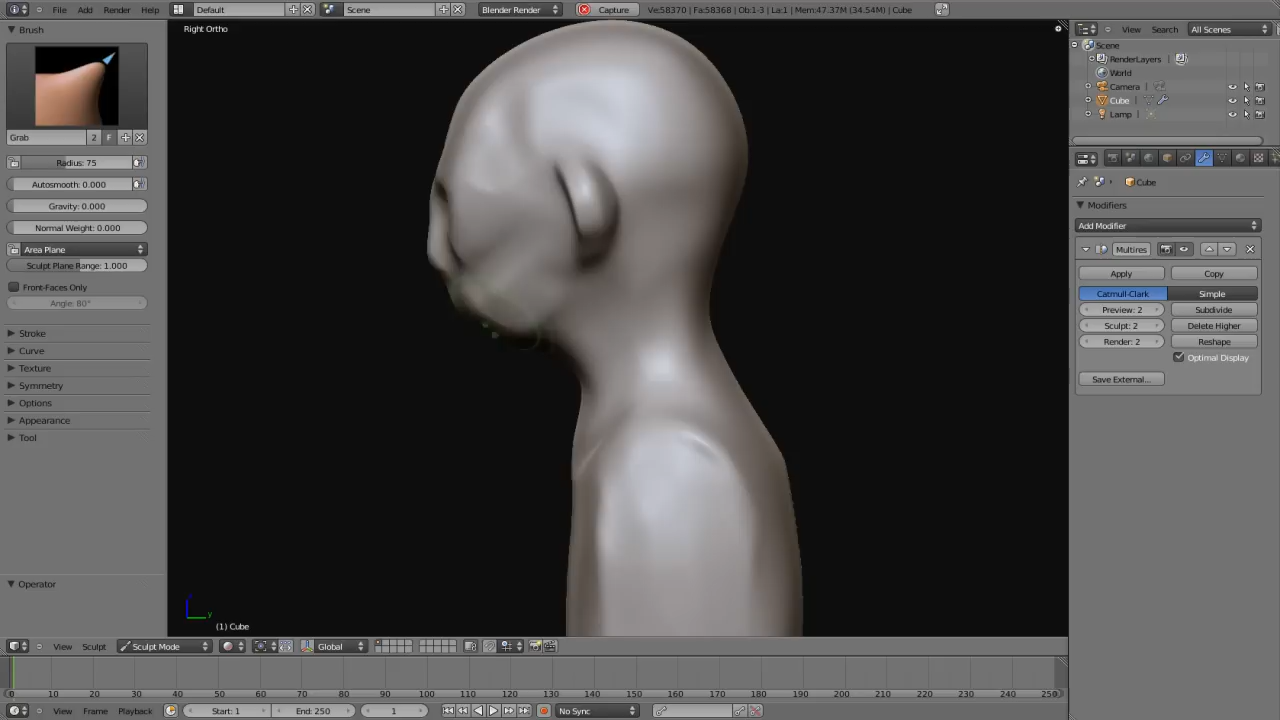 File Add Render Help Default Scene Blender Render Capture Ve:58370 | Fa:58368 | Ob:1-3 | La:1 | Mem:47.37M (34.54M) | Cube
Brush
Right Ortho
View Search All Scenes
Scene
RenderLayers
World
Camera
Cube
Lamp
Grab 2 F
Radius: 75
Autosmooth: 0.000
Gravity: 0.000
Normal Weight: 0.000
Area Plane
Sculpt Plane Range: 1.000
Front-Faces Only
Angle: 80°
Stroke
Curve
Texture
Symmetry
Options
Appearance
Tool
Cube
Modifiers
Add Modifier
Multires
Apply Copy
Catmull-Clark Simple
Preview: 2 Subdivide
Sculpt: 2 Delete Higher
Render: 2 Reshape
Optimal Display
Save External...
Operator
y
(1) Cube
View Sculpt Sculpt Mode Global
0 10 20 30 40 50 60 70 80 90 100 110 120 130 140 150 160 170 180 190 200 210 220 230 240 250
View Frame Playback Start: 1 End: 250 1 No Sync